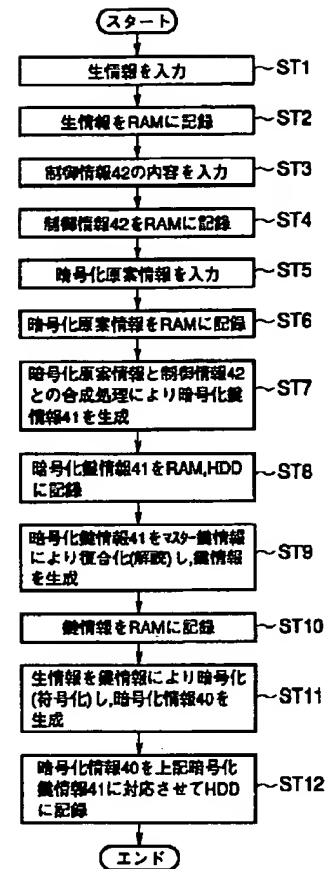 スタート
生情報を入力
ST1
生情報をRAMに記録
ST2
制御情報42の内容を入力
ST3
制御情報42をRAMに記録
ST4
暗号化原案情報を入力
ST5
暗号化原案情報をRAMに記録
ST6
暗号化原案情報と制御情報42
との合成処理により暗号化鍵
情報41を生成
ST7
暗号化鍵情報41をRAM,HDD
に記録
ST8
暗号化鍵情報41をマスター鍵情報
により復合化(解読)し,鍵情報
を生成
ST9
鍵情報をRAMに記録
ST10
生情報を鍵情報により暗号化
(符号化)し,暗号化情報40を
生成
ST11
暗号化情報40を上記暗号化
鍵情報41に対応させてHDD
に記録
ST12
エンド